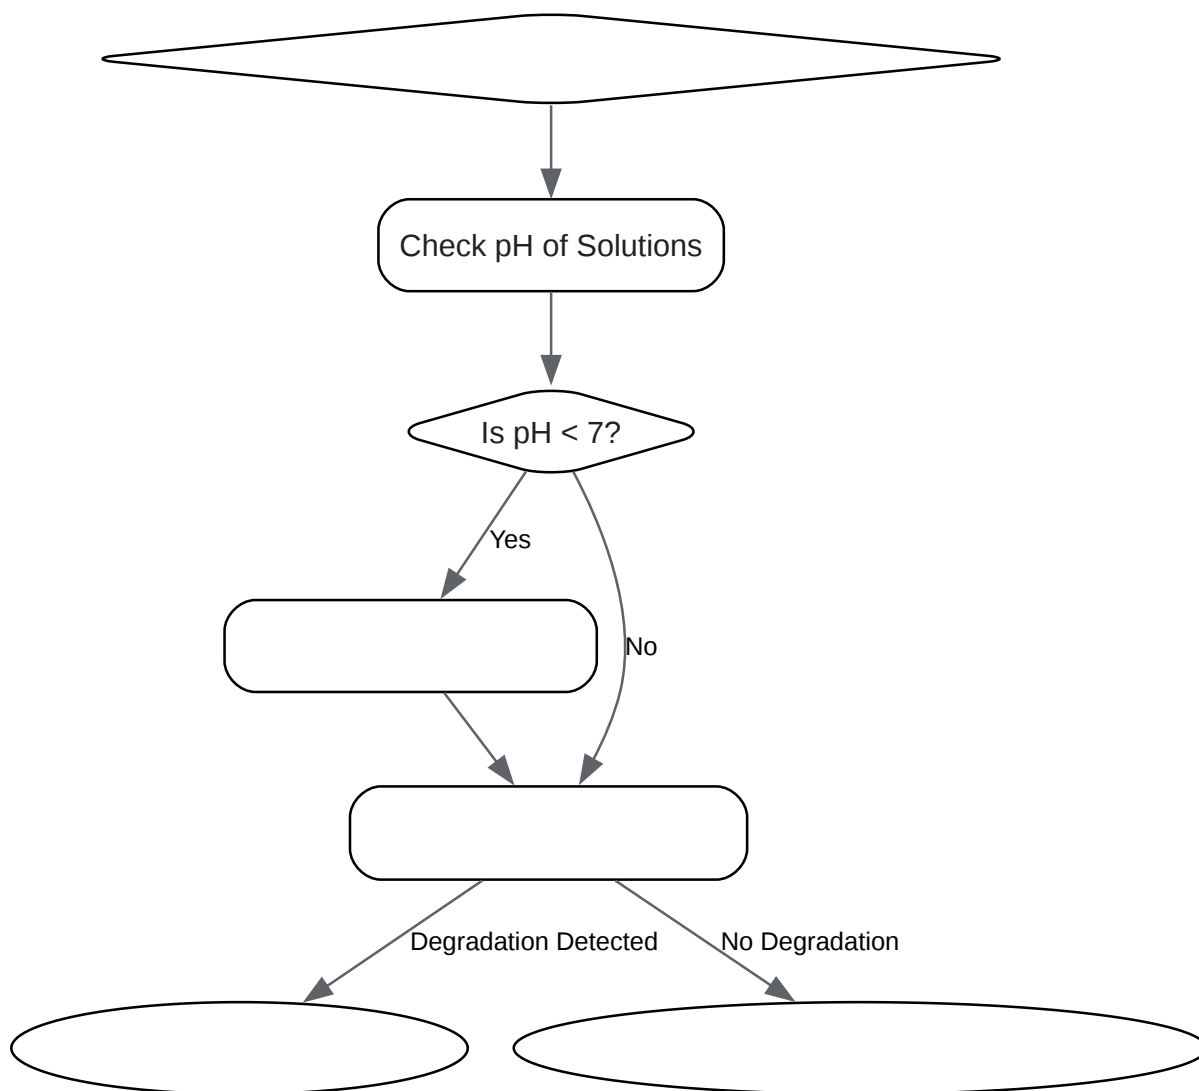 Check pH of Solutions
Is pH < 7?
Yes
No
Degradation Detected
No Degradation